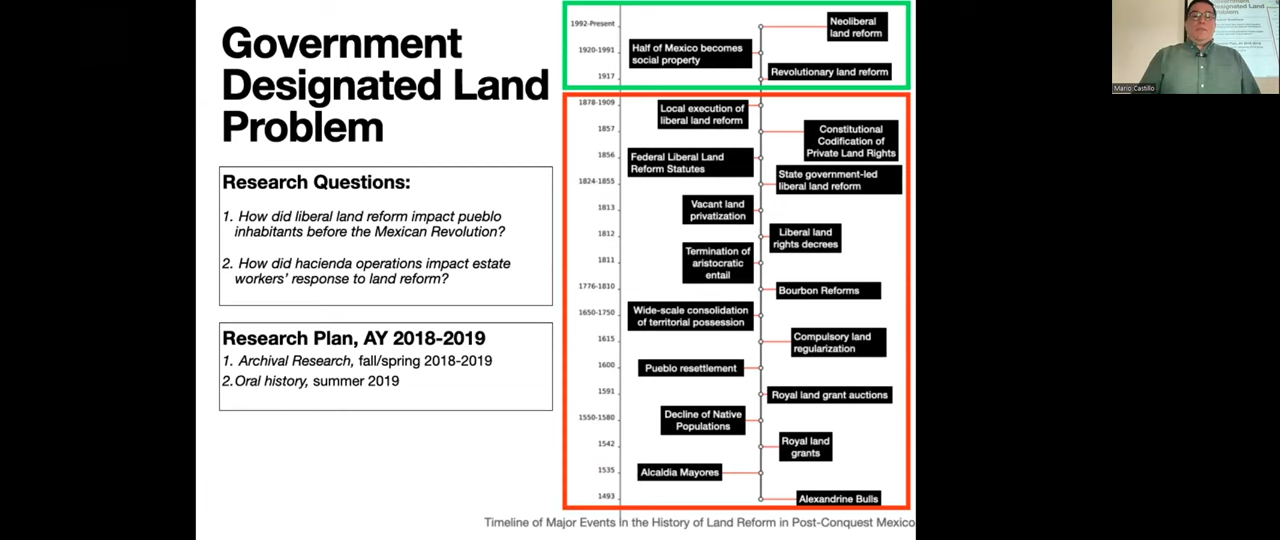 Government
Designated Land
Problem
Research Questions:
1. How did liberal land reform impact pueblo
inhabitants before the Mexican Revolution?
2. How did hacienda operations impact estate
workers’ response to land reform?
Research Plan, AY 2018-2019
1. Archival Research, fall/spring 2018-2019
2.Oral history, summer 2019
1992-Present
Neoliberal
land reform
1920-1991
Half of Mexico becomes
social property
1917
Revolutionary land reform
1878-1909
Local execution of
liberal land reform
1857
Constitutional
Codification of
Private Land Rights
1856
Federal Liberal Land
Reform Statutes
1824-1855
State government-led
liberal land reform
1813
Vacant land
privatization
1812
Liberal land
rights decrees
1811
Termination of
aristocratic
entail
1776-1810
Bourbon Reforms
1650-1750
Wide-scale consolidation
of territorial possession
1615
Compulsory land
regularization
1600
Pueblo resettlement
1591
Royal land grant auctions
1550-1580
Decline of Native
Populations
1542
Royal land
grants
1535
Alcaldia Mayores
1493
Alexandrine Bulls
Timeline of Major Events in the History of Land Reform in Post-Conquest Mexico
Designated Land
Problem
Mario Castillo